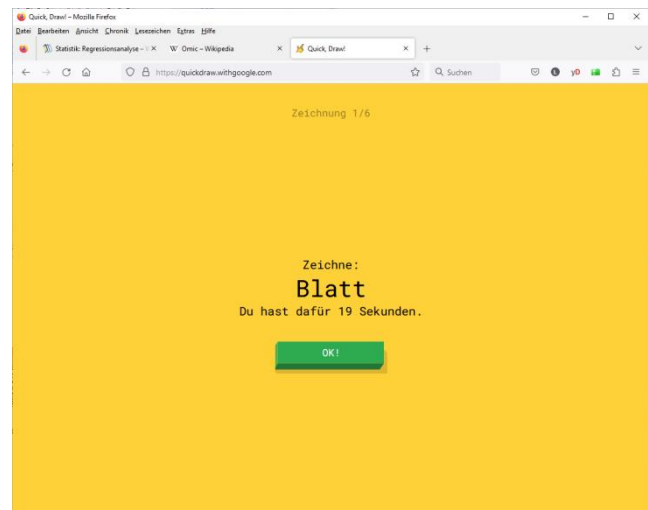 Quick, Draw! – Mozilla Firefox
Datei Bearbeiten Ansicht Chronik Lesezeichen Extras Hilfe
Statistik: Regressionsanalyse – W Omic – Wikipedia Quick, Draw!
https://quickdraw.withgoogle.com Suchen
Zeichnung 1/6
Zeichne:
Blatt
Du hast dafür 19 Sekunden.
OK!